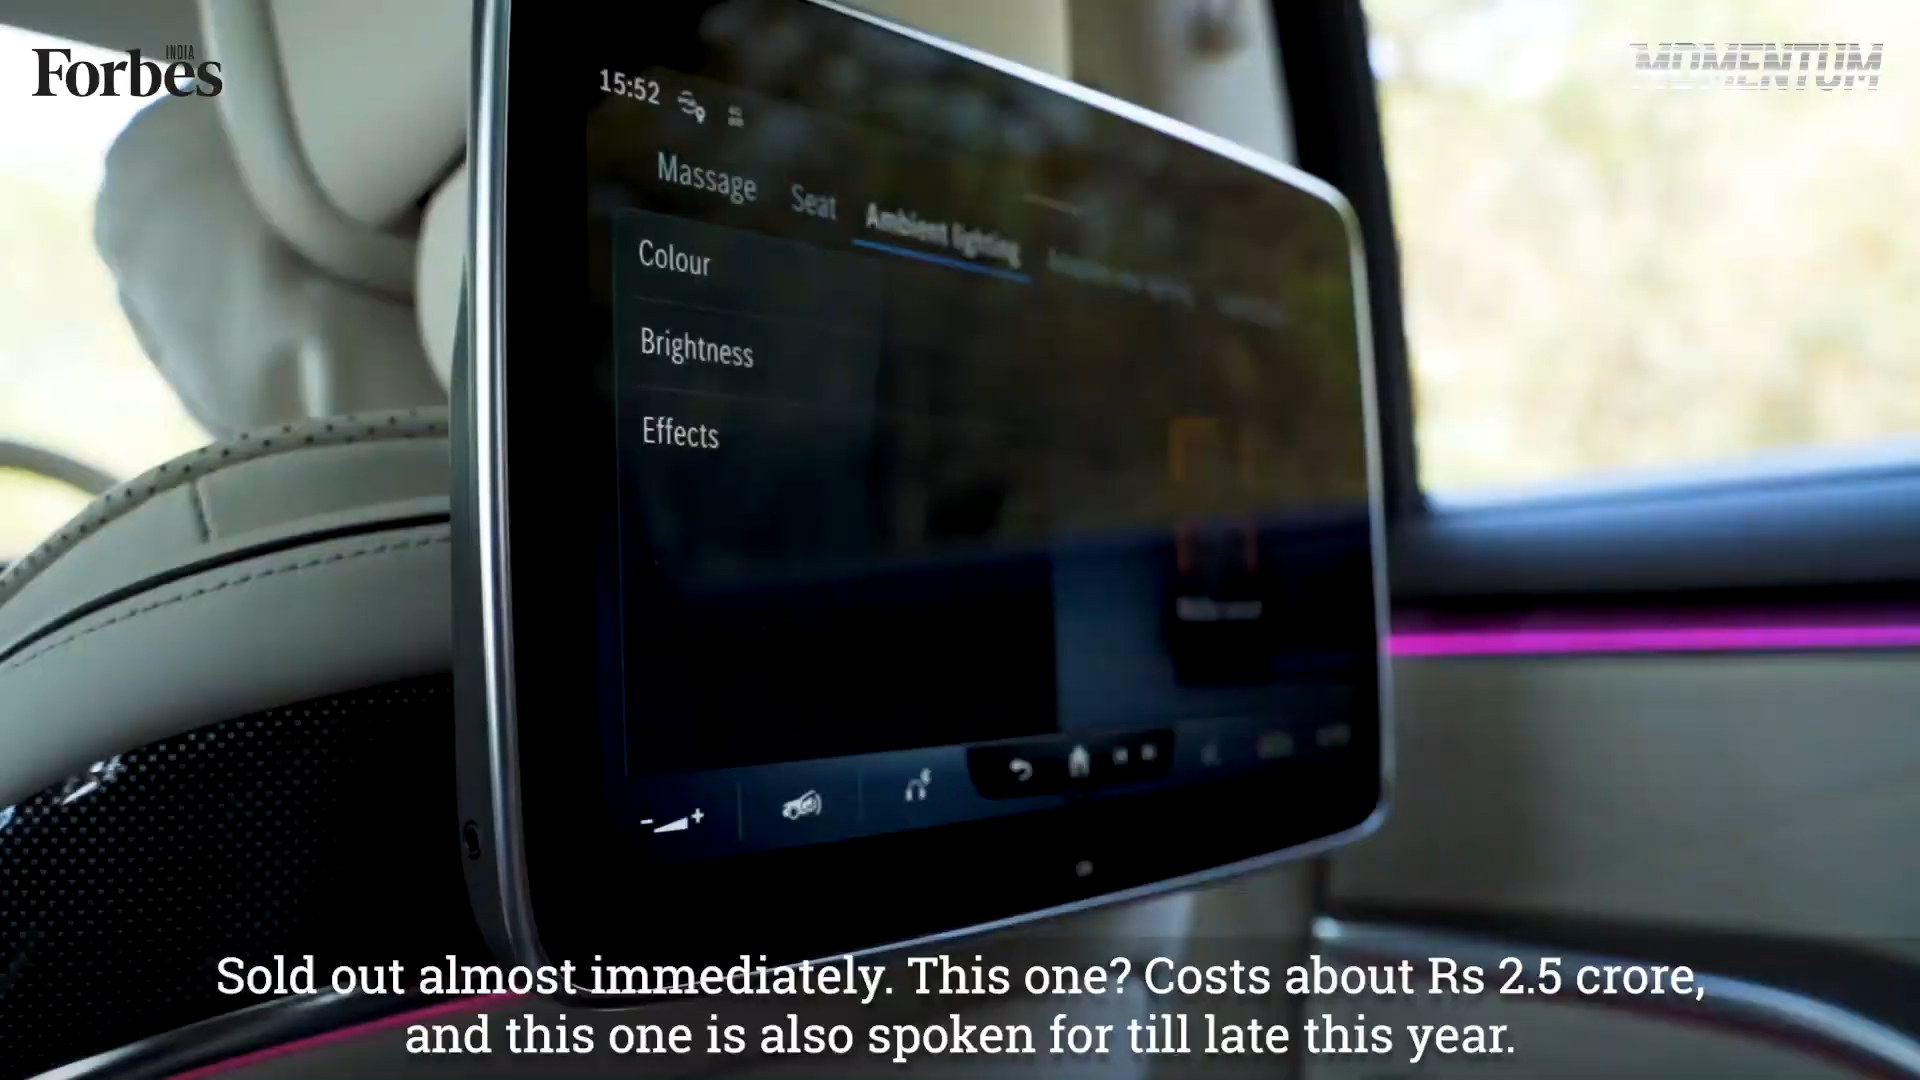 Forbes
INDIA
MOMENTUM
15:52
Massage Seat Ambient lighting
Colour
Brightness
Effects
Sold out almost immediately. This one? Costs about Rs 2.5 crore,
and this one is also spoken for till late this year.